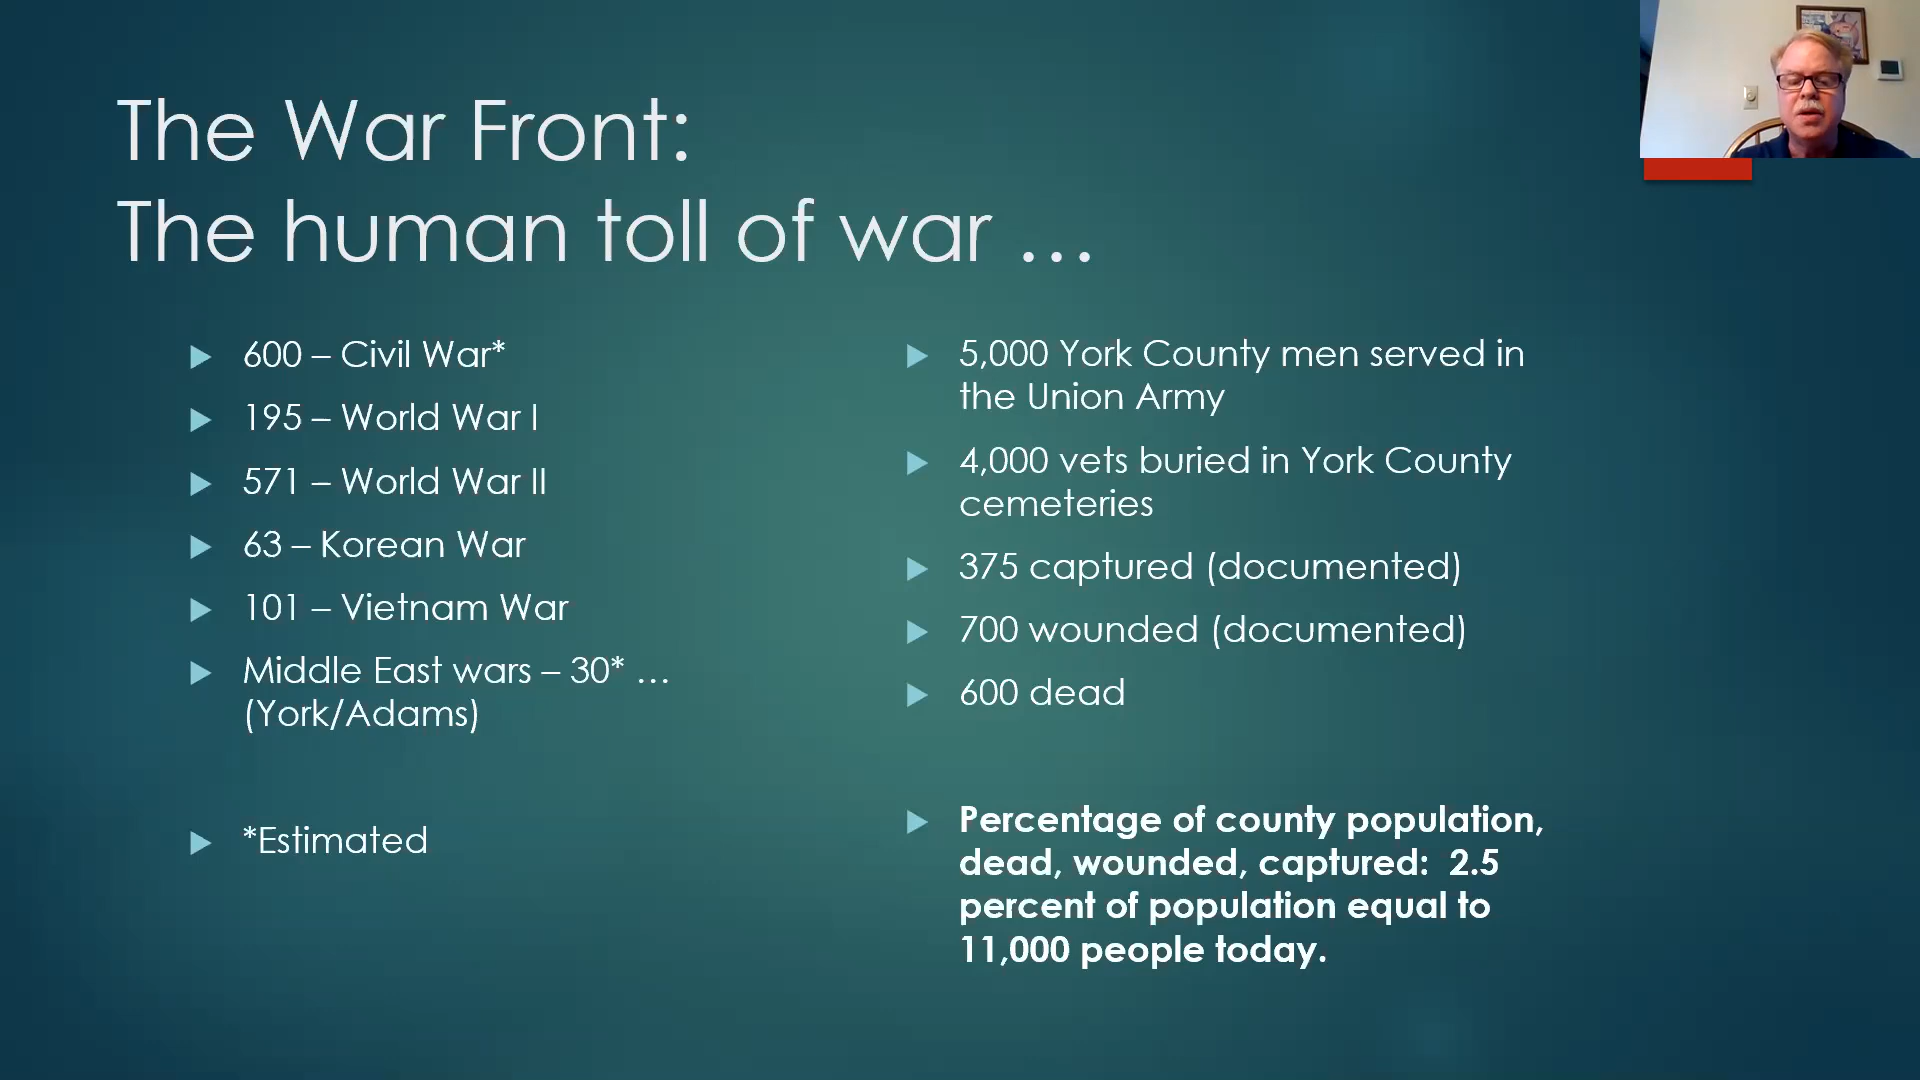 The War Front:
The human toll of war …
600 – Civil War*
195 – World War I
571 – World War II
63 – Korean War
101 – Vietnam War
Middle East wars – 30* …
(York/Adams)
*Estimated
5,000 York County men served in
the Union Army
4,000 vets buried in York County
cemeteries
375 captured (documented)
700 wounded (documented)
600 dead
Percentage of county population,
dead, wounded, captured:  2.5
percent of population equal to
11,000 people today.